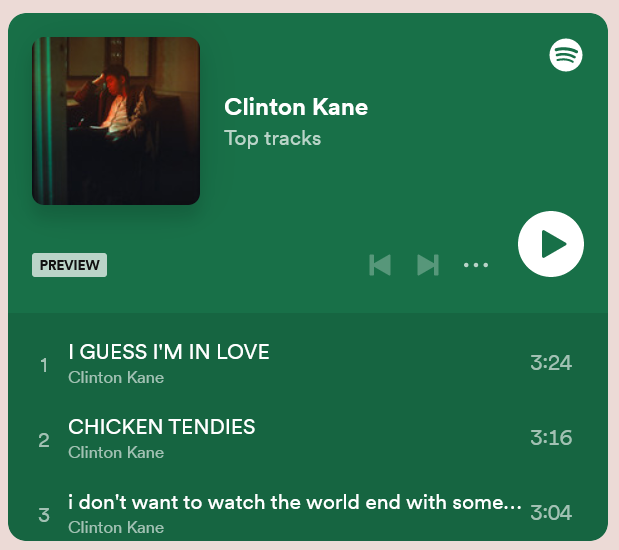 Clinton Kane
Top tracks
PREVIEW
1 I GUESS I'M IN LOVE 3:24
Clinton Kane
2 CHICKEN TENDIES 3:16
Clinton Kane
3 i don't want to watch the world end with some... 3:04
Clinton Kane